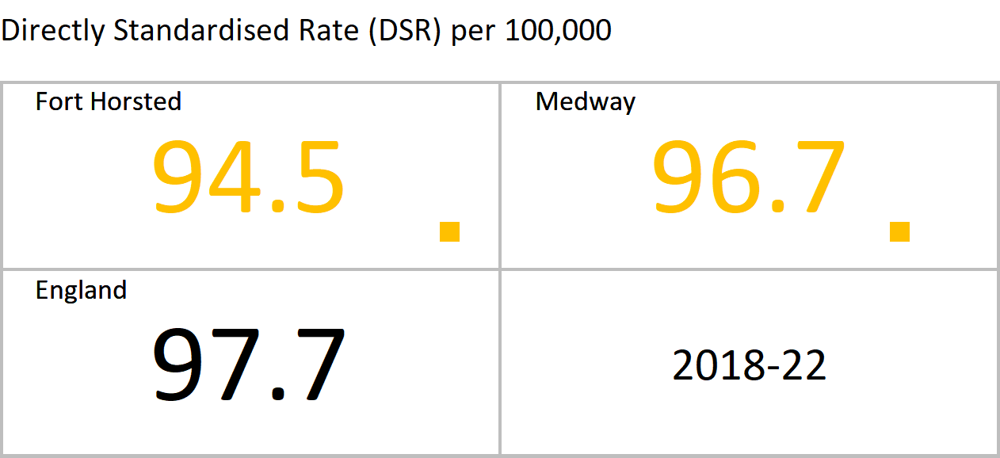 Directly Standardised Rate (DSR) per 100,000
Fort Horsted
94.5
Medway
96.7
England
97.7
2018-22